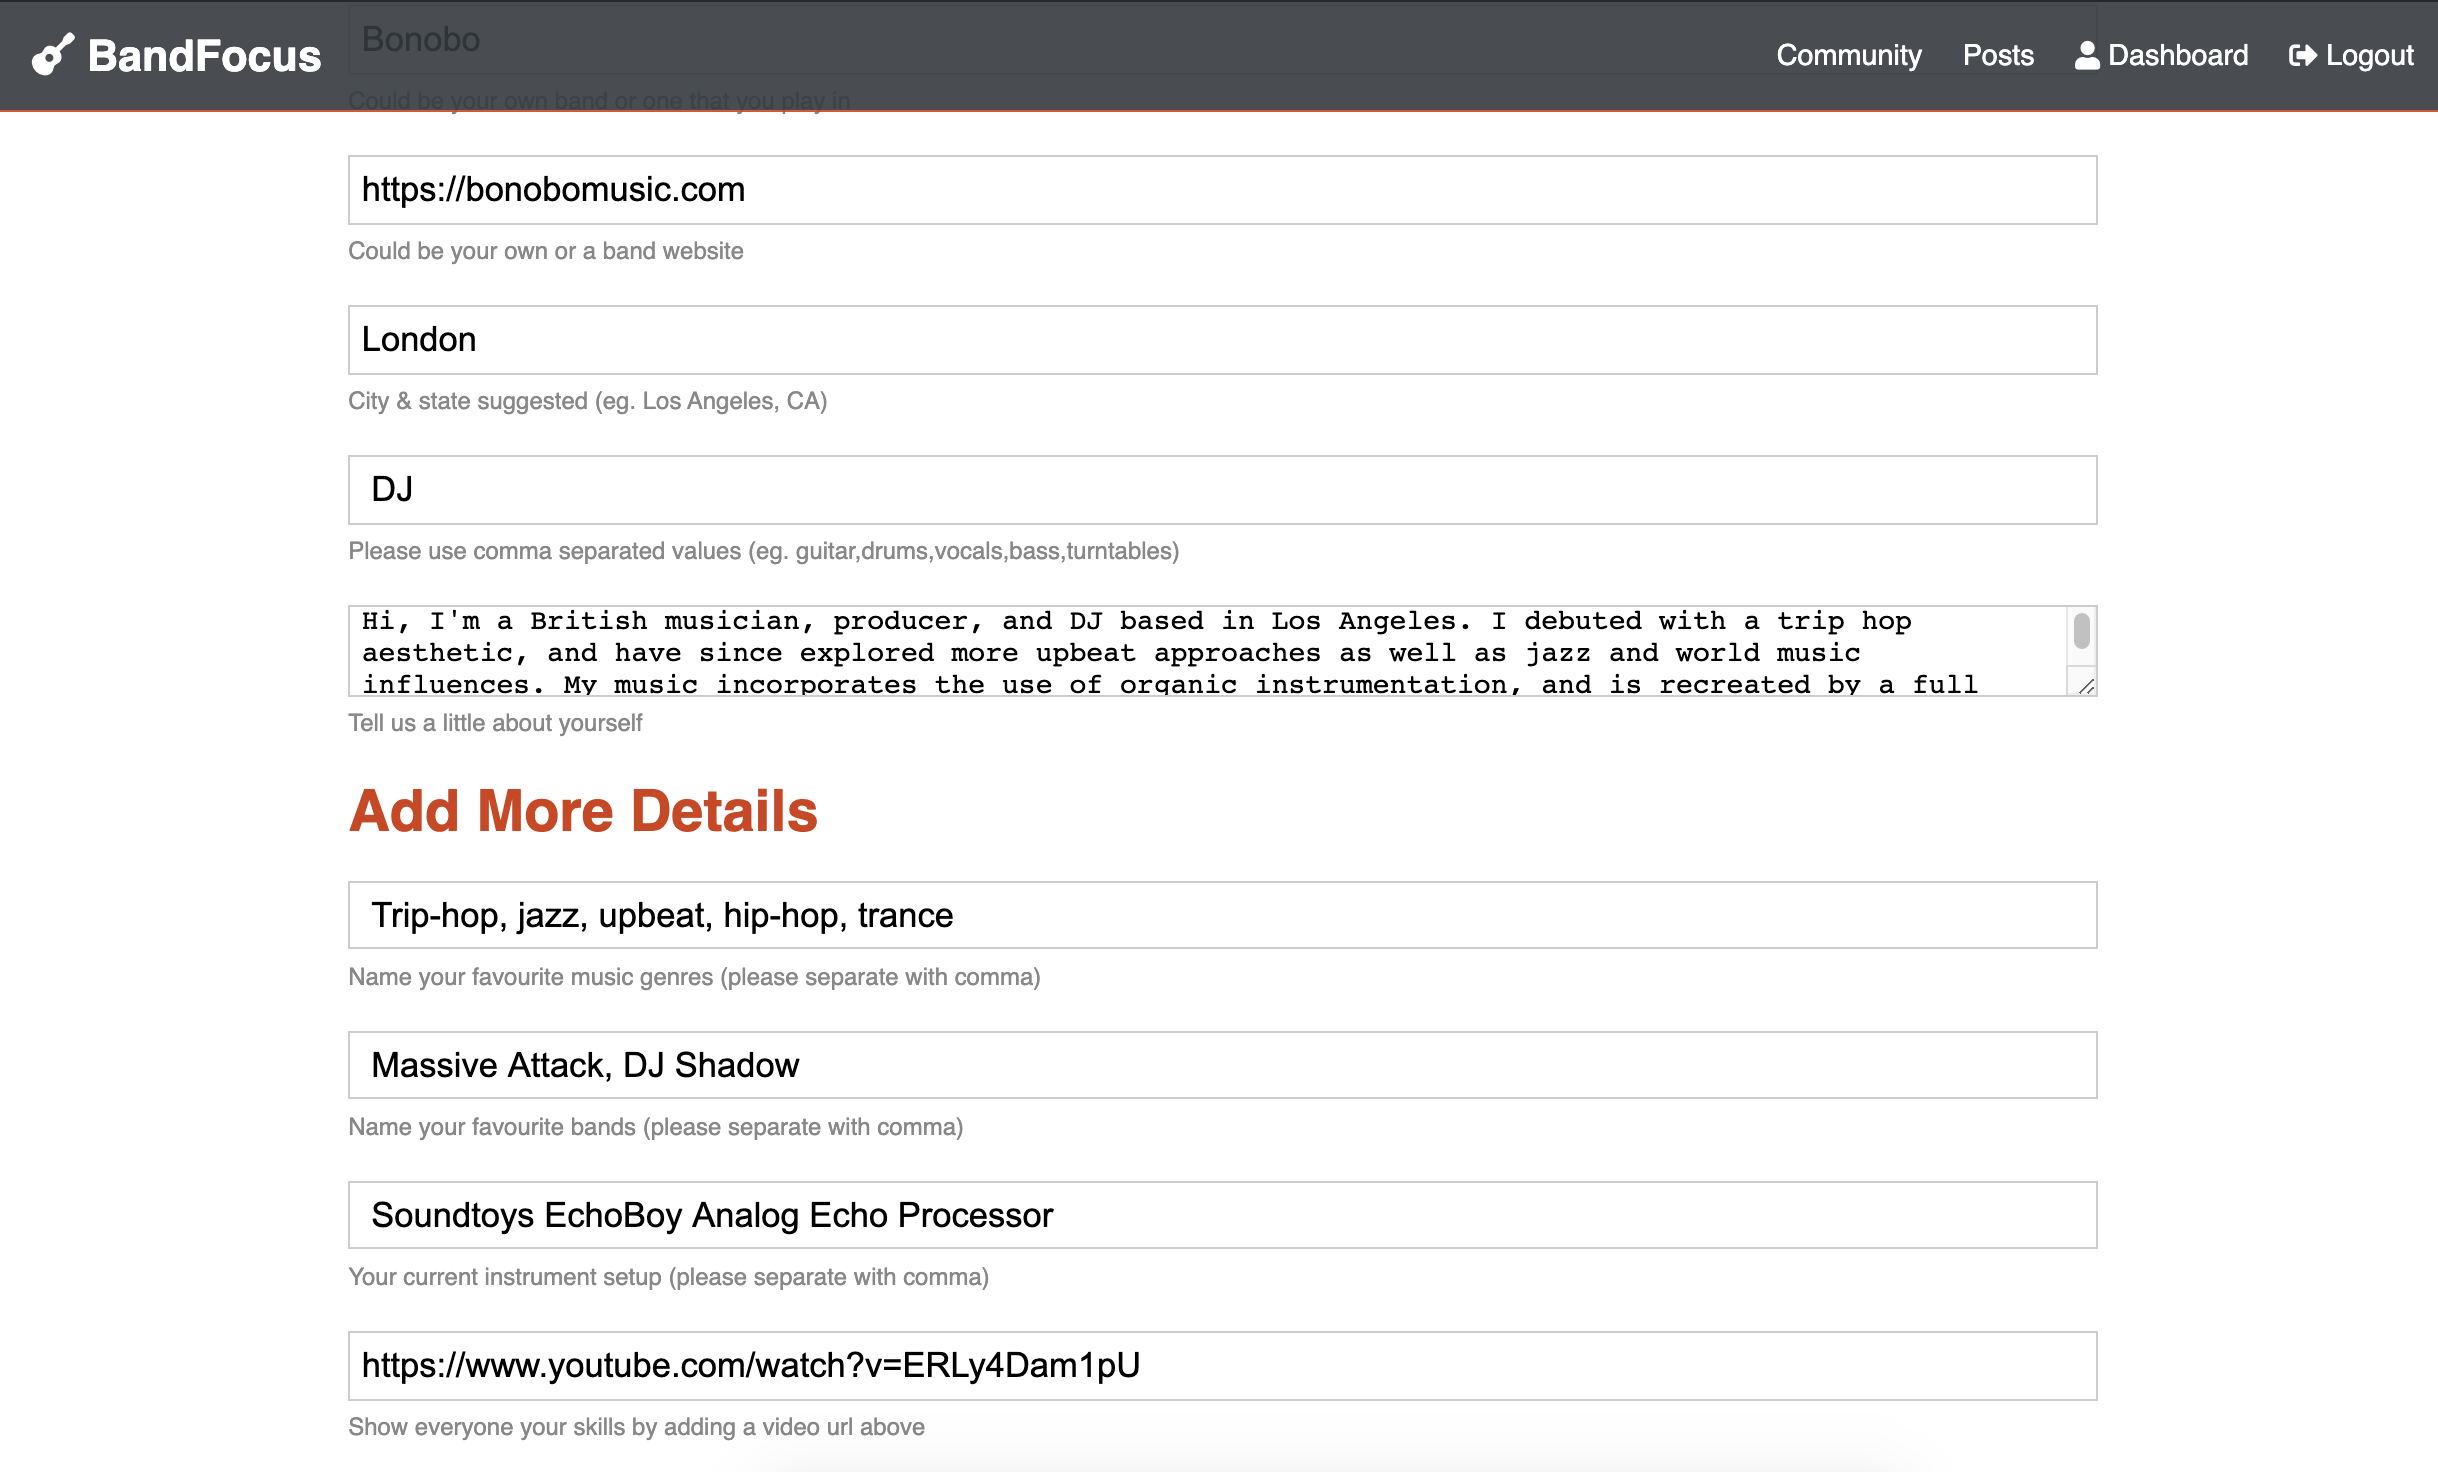 BandFocus
Community
Posts
Dashboard
Logout
Bonobo
Could be your own band or one that you play in
https://bonobomusic.com
Could be your own or a band website
London
City & state suggested (eg. Los Angeles, CA)
DJ
Please use comma separated values (eg. guitar,drums,vocals,bass,turntables)
Hi, I'm a British musician, producer, and DJ based in Los Angeles. I debuted with a trip hop
aesthetic, and have since explored more upbeat approaches as well as jazz and world music
influences. My music incorporates the use of organic instrumentation, and is recreated by a full
Tell us a little about yourself
Add More Details
Trip-hop, jazz, upbeat, hip-hop, trance
Name your favourite music genres (please separate with comma)
Massive Attack, DJ Shadow
Name your favourite bands (please separate with comma)
Soundtoys EchoBoy Analog Echo Processor
Your current instrument setup (please separate with comma)
https://www.youtube.com/watch?v=ERLy4Dam1pU
Show everyone your skills by adding a video url above